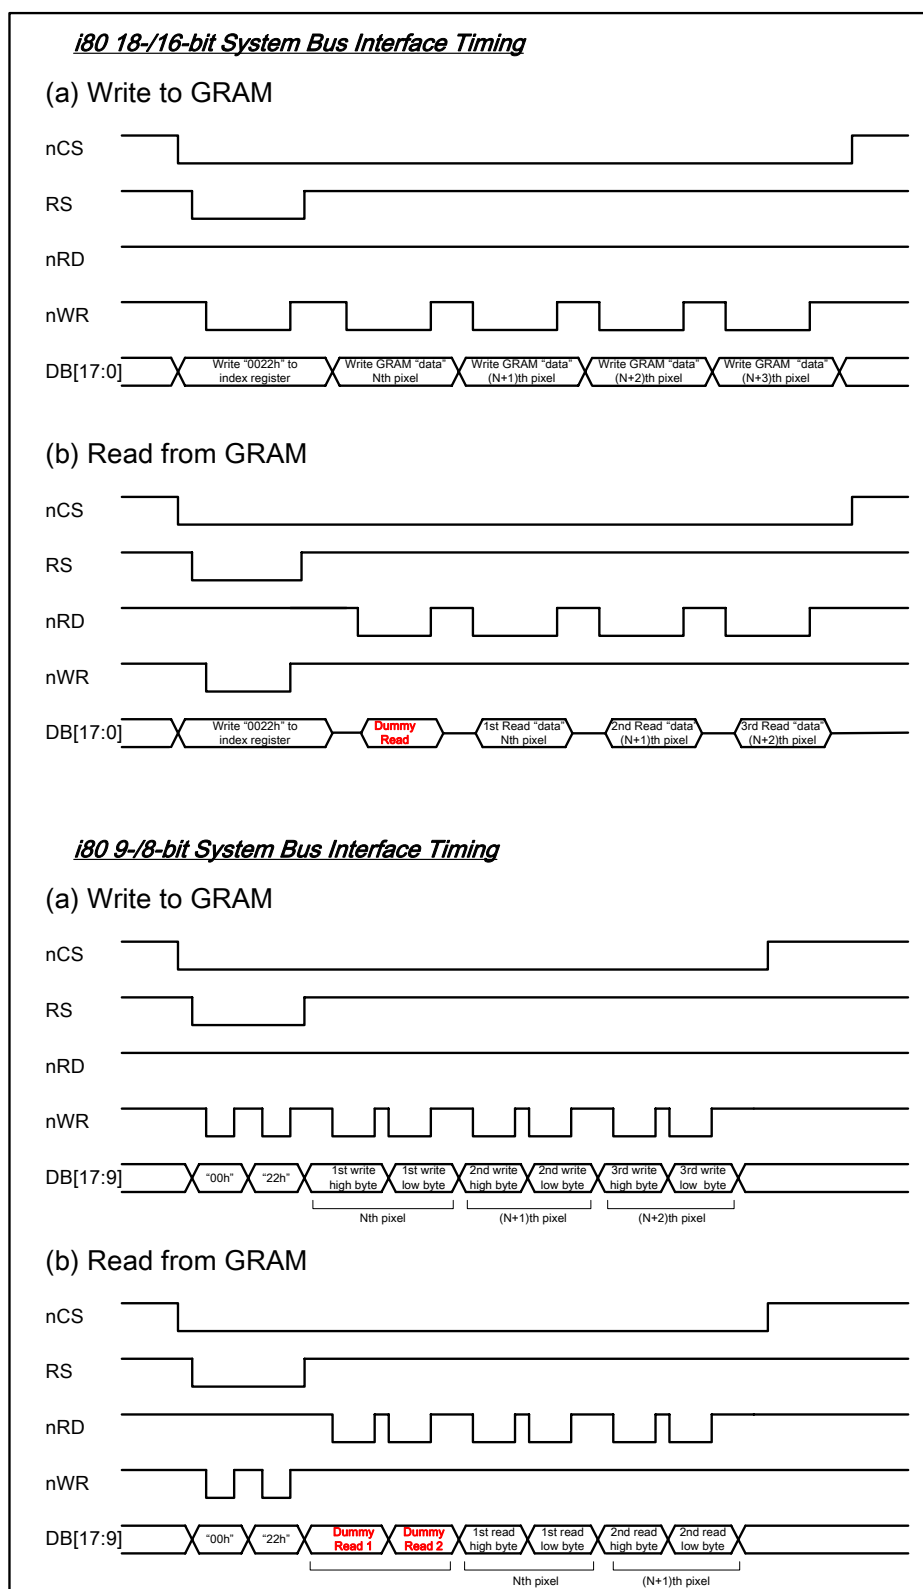 i80 18-/16-bit System Bus Interface Timing
(a) Write to GRAM
nCS
RS
nRD
nWR
DB[17:0]
Write "0022h" to
index register
Write GRAM "data"
Nth pixel
Write GRAM "data"
(N+1)th pixel
Write GRAM "data"
(N+2)th pixel
Write GRAM "data"
(N+3)th pixel
(b) Read from GRAM
nCS
RS
nRD
nWR
DB[17:0]
Write "0022h" to
index register
Dummy
Read
1st Read "data"
Nth pixel
2nd Read "data"
(N+1)th pixel
3rd Read "data"
(N+2)th pixel
i80 9-/8-bit System Bus Interface Timing
(a) Write to GRAM
nCS
RS
nRD
nWR
DB[17:9]
"00h"
"22h"
1st write
high byte
1st write
low byte
2nd write
high byte
2nd write
low byte
3rd write
high byte
3rd write
low byte
Nth pixel
(N+1)th pixel
(N+2)th pixel
(b) Read from GRAM
nCS
RS
nRD
nWR
DB[17:9]
"00h"
"22h"
Dummy
Read 1
Dummy
Read 2
1st read
high byte
1st read
low byte
2nd read
high byte
2nd read
low byte
Nth pixel
(N+1)th pixel